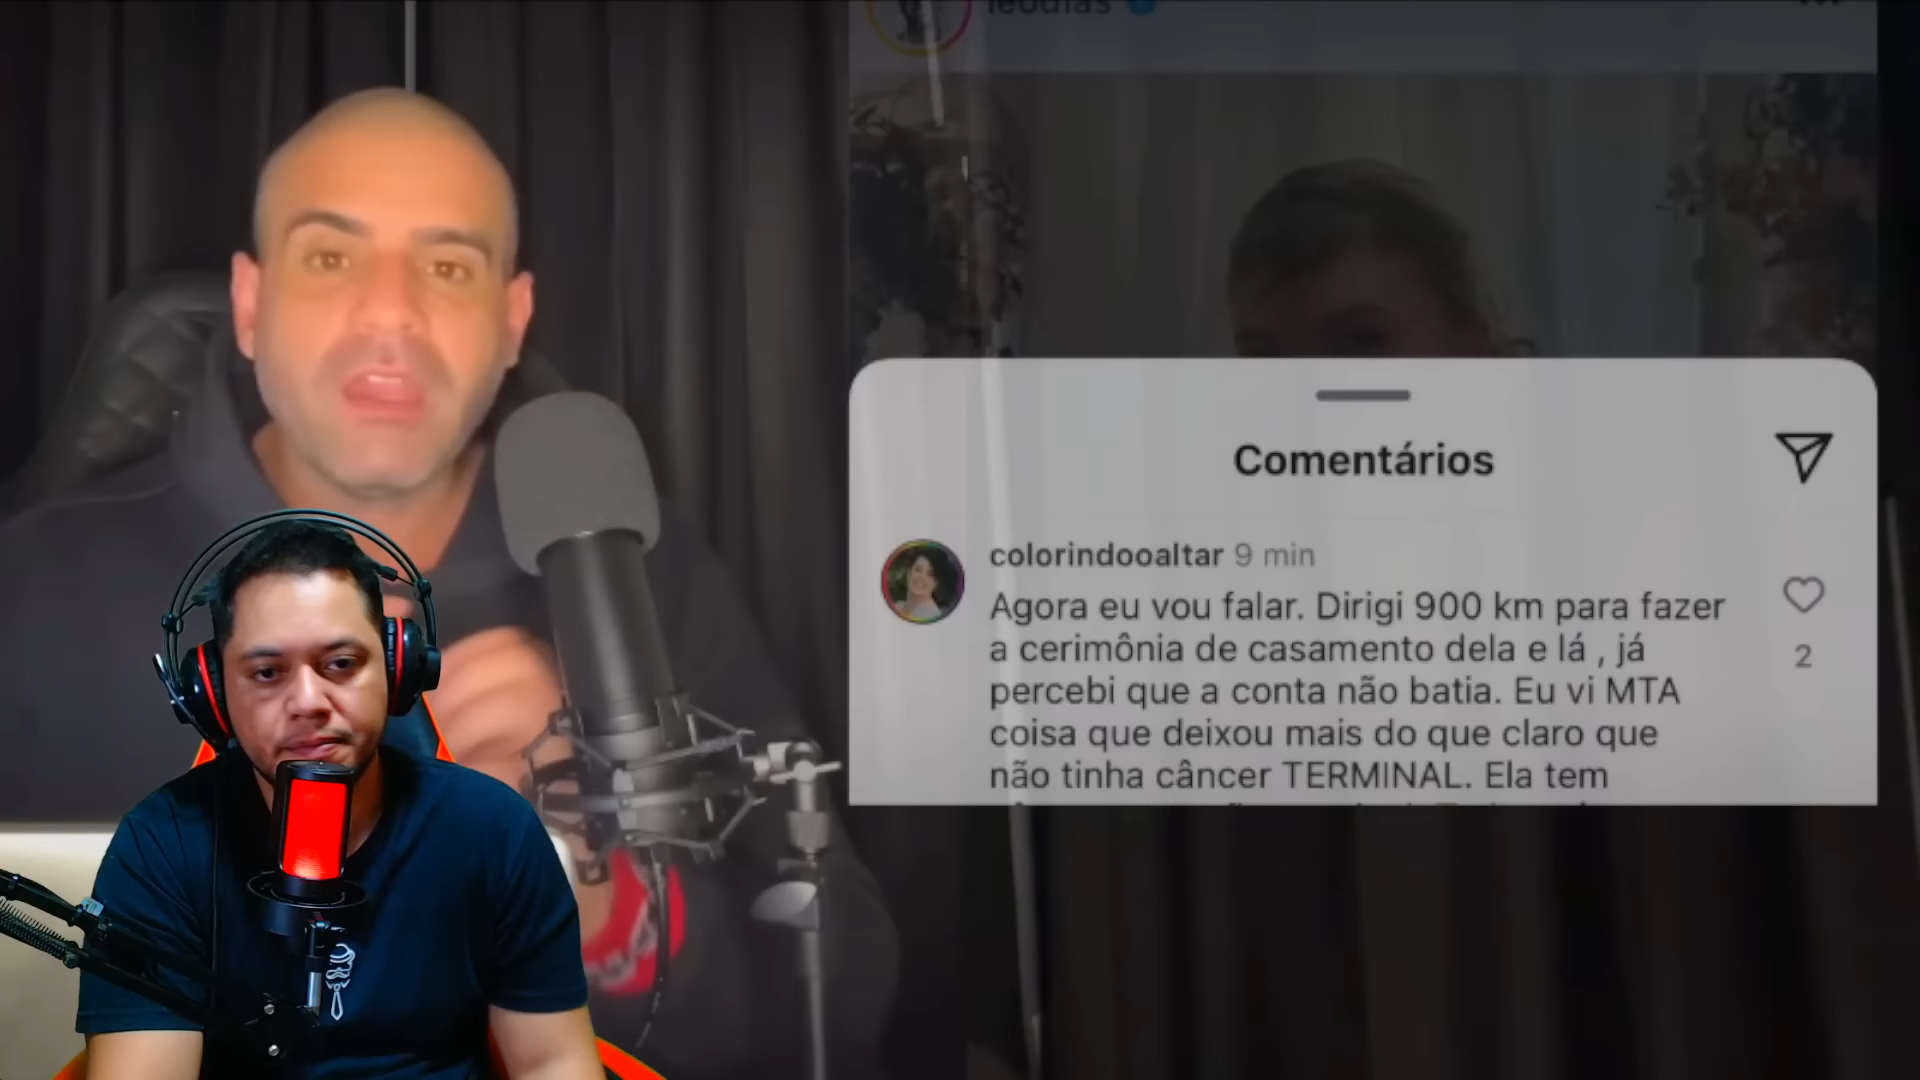 leodias
Comentários
colorindooaltar 9 min
Agora eu vou falar. Dirigi 900 km para fazer
a cerimônia de casamento dela e lá , já
percebi que a conta não batia. Eu vi MTA
coisa que deixou mais do que claro que
não tinha câncer TERMINAL. Ela tem
2